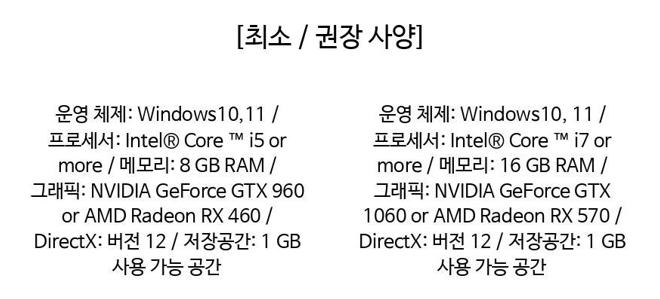 [최소 / 권장 사양]
운영 체제: Windows10,11 /
프로세서: Intel® Core ™ i5 or
more / 메모리: 8 GB RAM /
그래픽: NVIDIA GeForce GTX 960
or AMD Radeon RX 460 /
DirectX: 버전 12 / 저장공간: 1 GB
사용 가능 공간
운영 체제: Windows10, 11 /
프로세서: Intel® Core ™ i7 or
more / 메모리: 16 GB RAM /
그래픽: NVIDIA GeForce GTX
1060 or AMD Radeon RX 570 /
DirectX: 버전 12 / 저장공간: 1 GB
사용 가능 공간